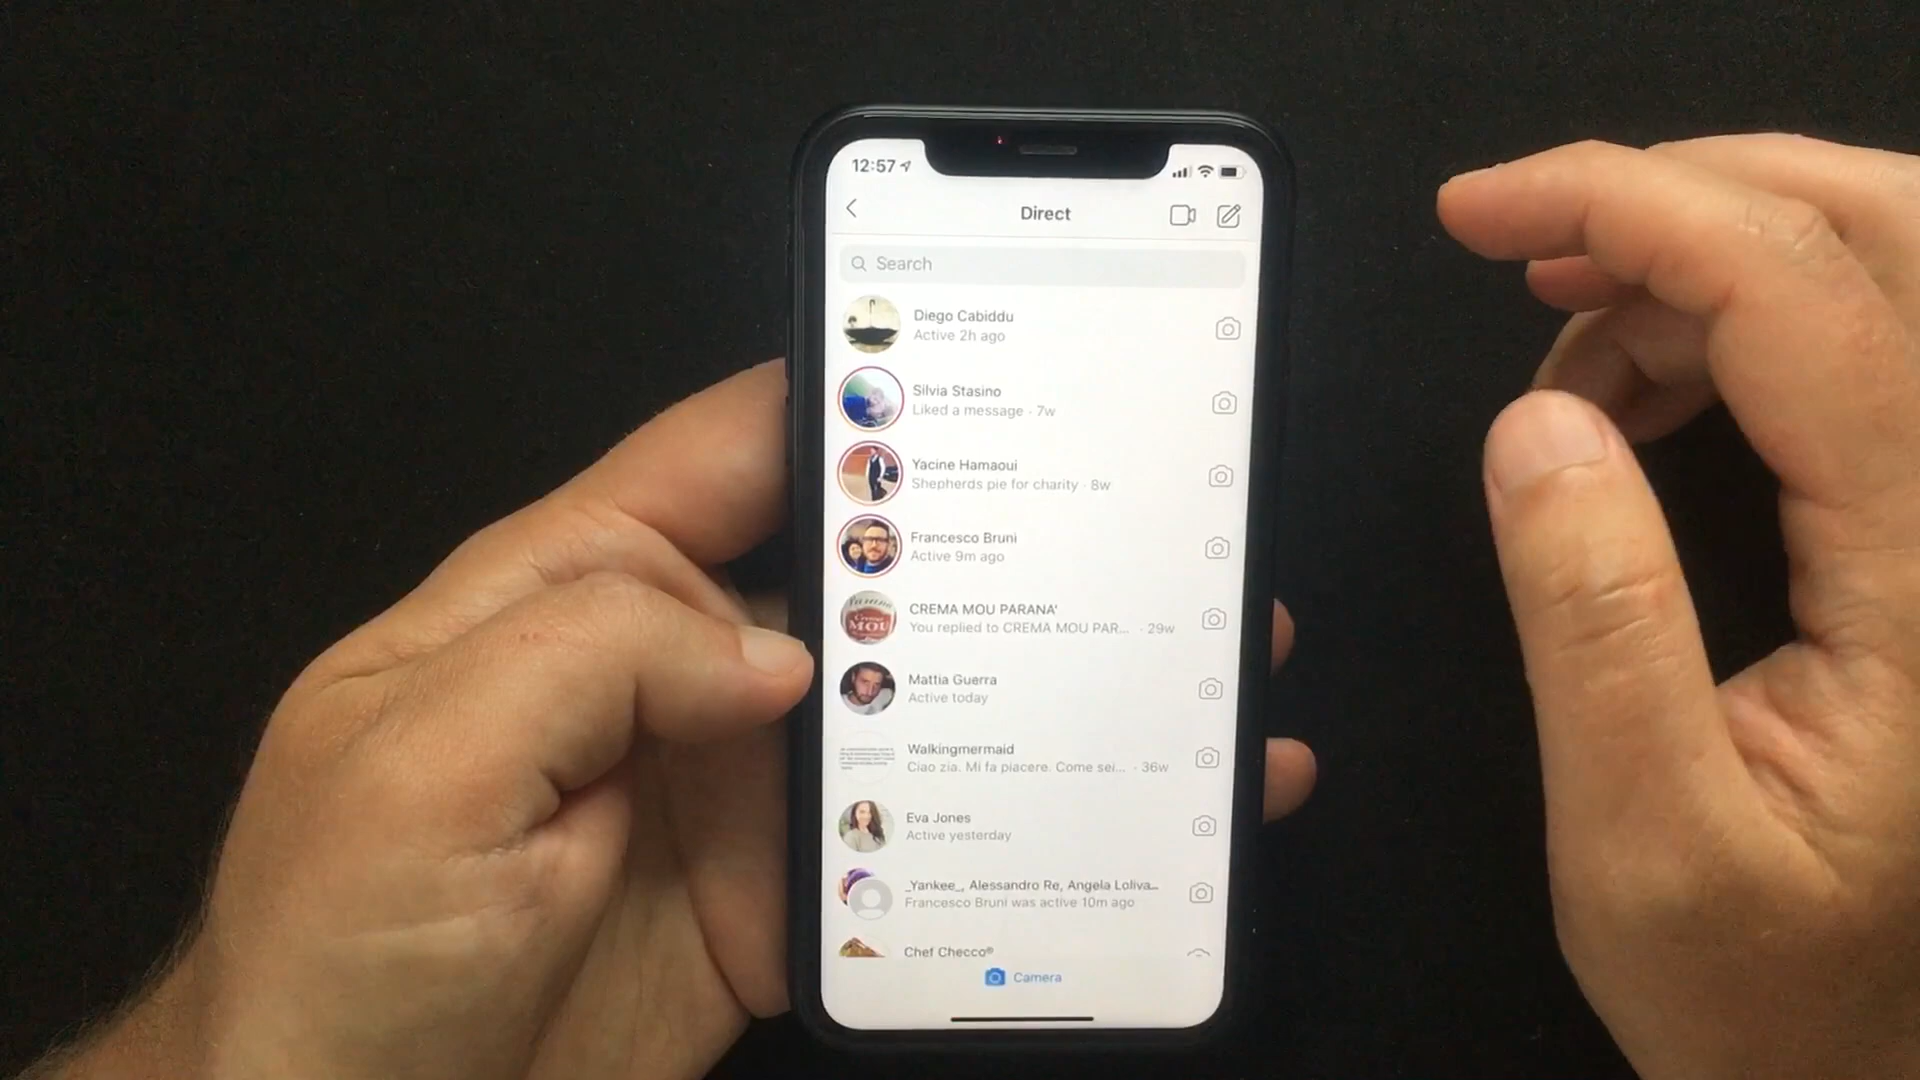 12:57
Direct
Search
Diego Cabiddu
Active 2h ago
Silvia Stasino
Liked a message · 7w
Yacine Hamaoui
Shepherds pie for charity · 8w
Francesco Bruni
Active 9m ago
CREMA MOU PARANA'
You replied to CREMA MOU PAR... · 29w
MOU
Mattia Guerra
Active today
Walkingmermaid
Ciao zia. Mi fa piacere. Come sei... · 36w
Eva Jones
Active yesterday
_Yankee_, Alessandro Re, Angela Loliva...
Francesco Bruni was active 10m ago
Chef Checco®
Camera